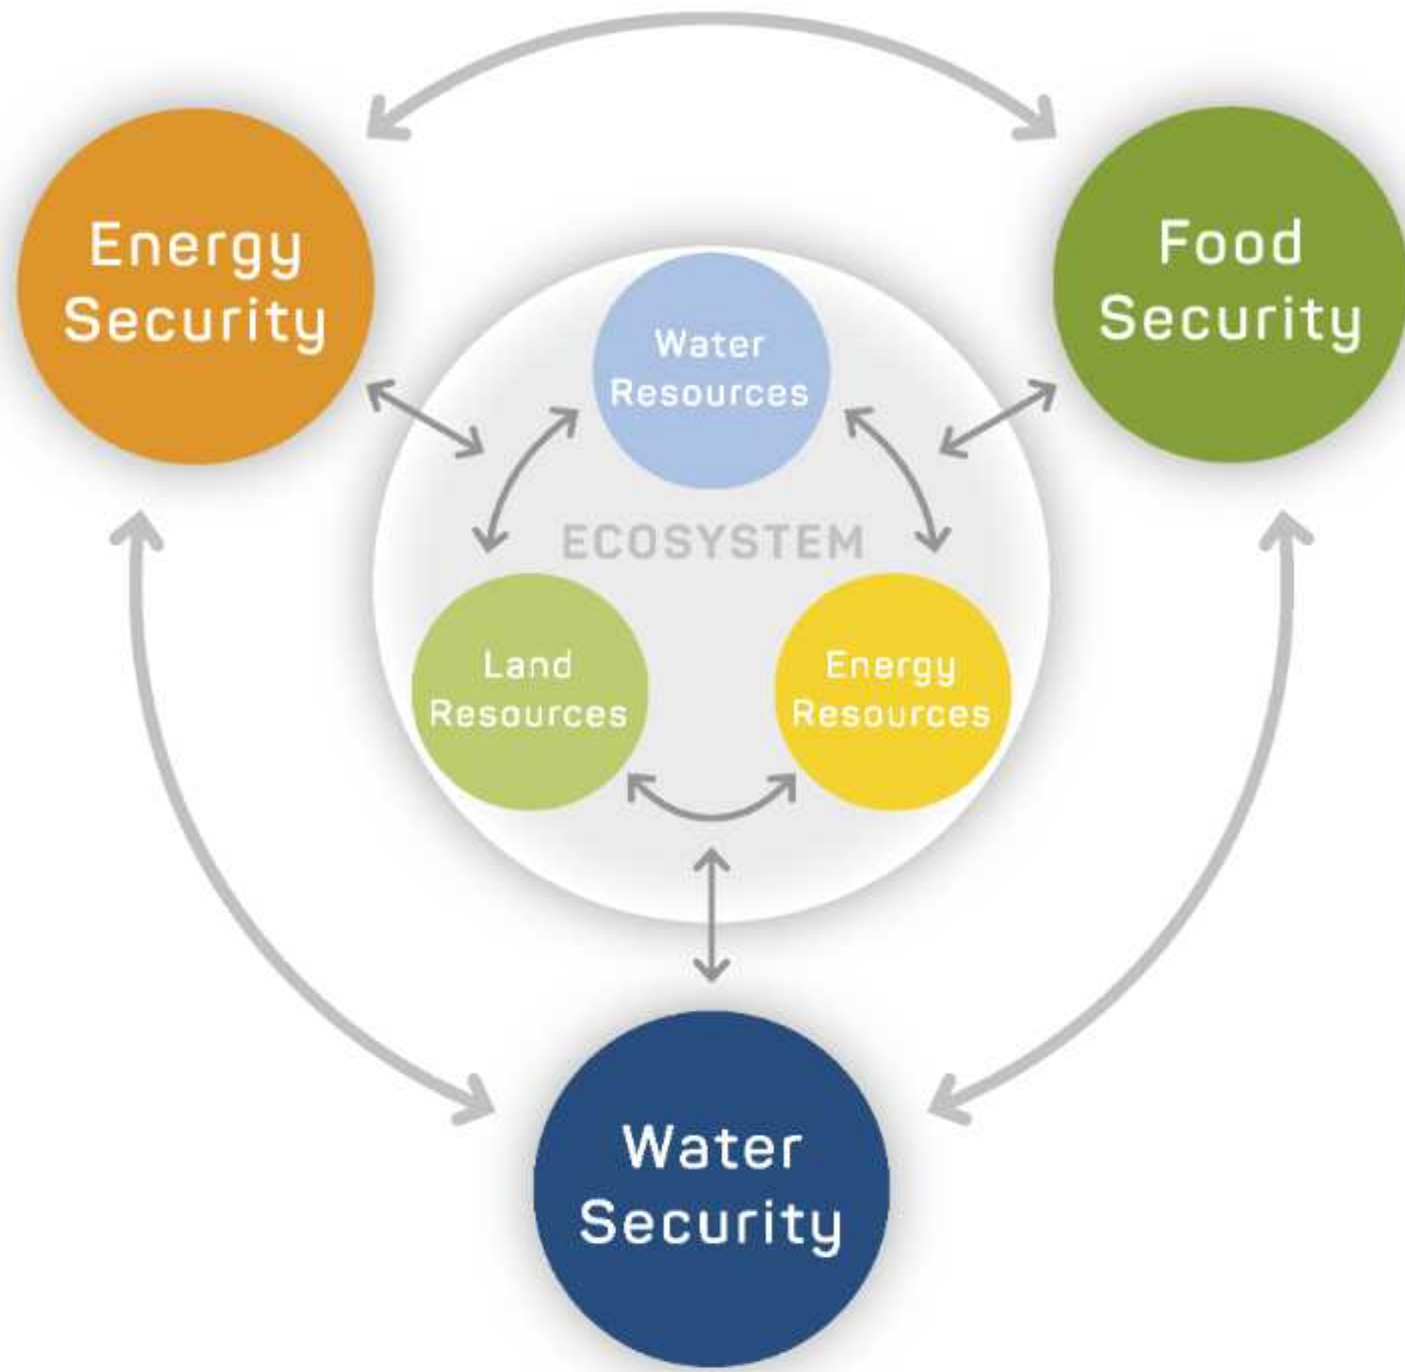 Energy
Security
Food
Security
Water
Resources
ECOSYSTEM
Land
Resources
Energy
Resources
Water
Security